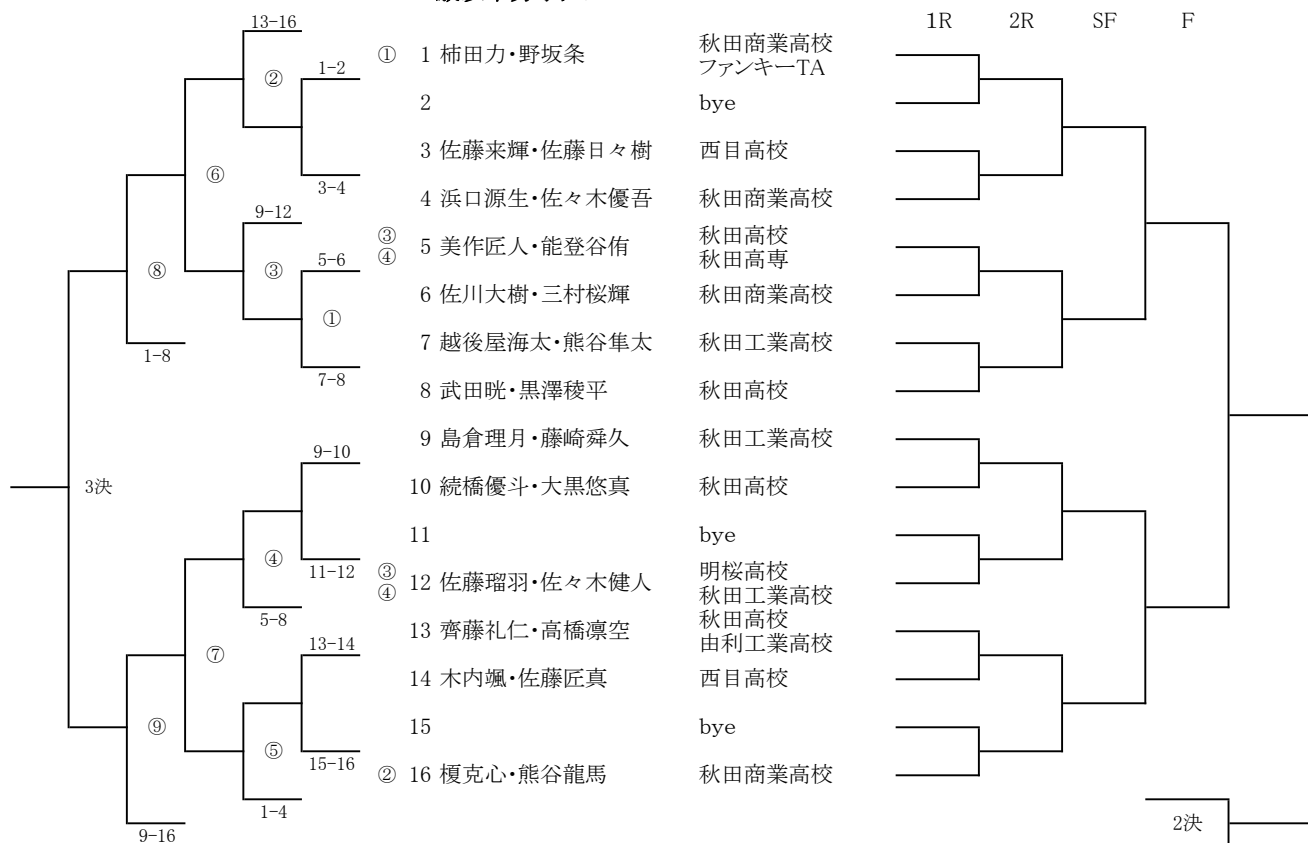 1R 2R SF F
13-16
① 1 柿田力・野坂条 秋田商業高校
ファンキーTA
② 1-2
2 bye
3 佐藤来輝・佐藤日々樹 西目高校
⑥ 3-4
4 浜口源生・佐々木優吾 秋田商業高校
9-12
③ 5 美作匠人・能登谷侑 秋田高校
④ 秋田高専
⑧ ③ 5-6
6 佐川大樹・三村桜輝 秋田商業高校
①
7 越後屋海太・熊谷隼太 秋田工業高校
1-8
7-8
8 武田晄・黒澤稜平 秋田高校
9 島倉理月・藤崎舜久 秋田工業高校
9-10
3決
10 続橋優斗・大黒悠真 秋田高校
11 bye
④ 11-12
③ 12 佐藤瑠羽・佐々木健人 明桜高校
④ 秋田工業高校
5-8
13 齊藤礼仁・高橋凛空 秋田高校
由利工業高校
⑦ 13-14
14 木内颯・佐藤匠真 西目高校
15 bye
⑨ ⑤ 15-16
② 16 榎克心・熊谷龍馬 秋田商業高校
1-4
9-16
2決